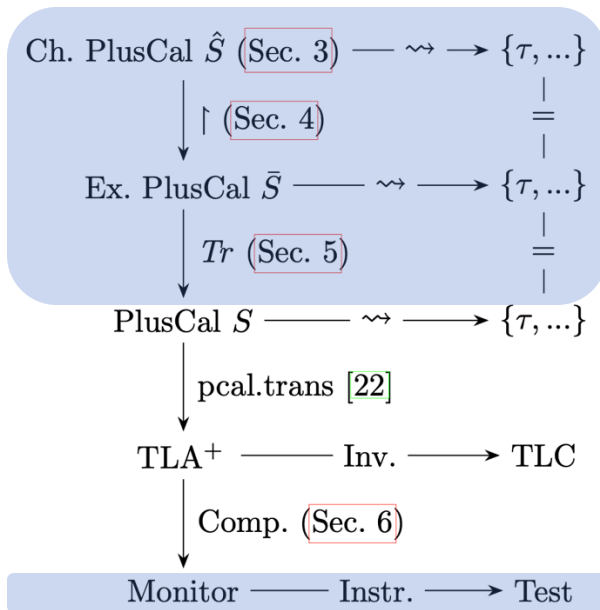 Ch. PlusCal Ŝ (Sec. 3) ⇝ {τ, ...}
↾ (Sec. 4) =
Ex. PlusCal S̄ ⇝ {τ, ...}
Tr (Sec. 5) =
PlusCal S ⇝ {τ, ...}
pcal.trans [22]
TLA⁺ Inv. TLC
Comp. (Sec. 6)
Monitor Instr. Test